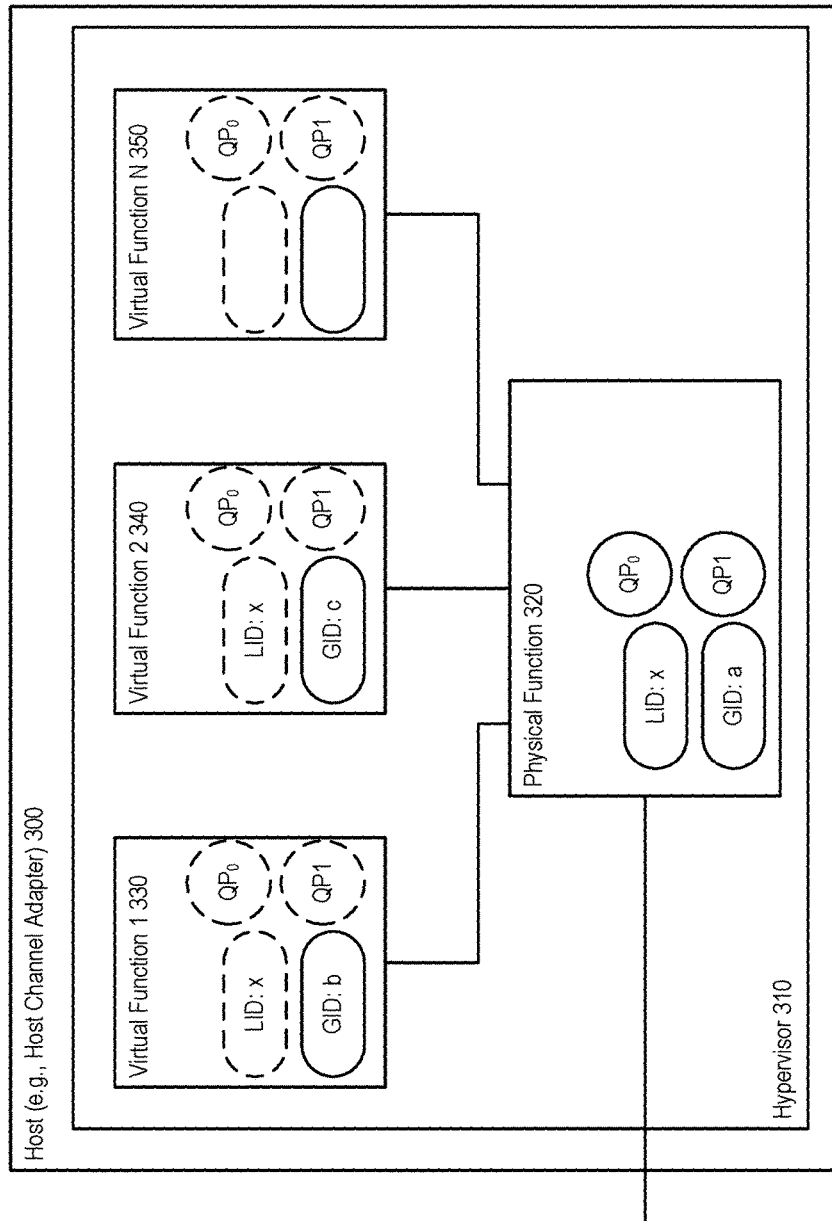 Host (e.g., Host Channel Adapter) 300
Virtual Function 1 330
LID: x
QP₀
GID: b
QP1
Virtual Function 2 340
LID: x
QP₀
GID: c
QP1
Virtual Function N 350
QP₀
QP1
Physical Function 320
LID: x
QP₀
GID: a
QP1
Hypervisor 310